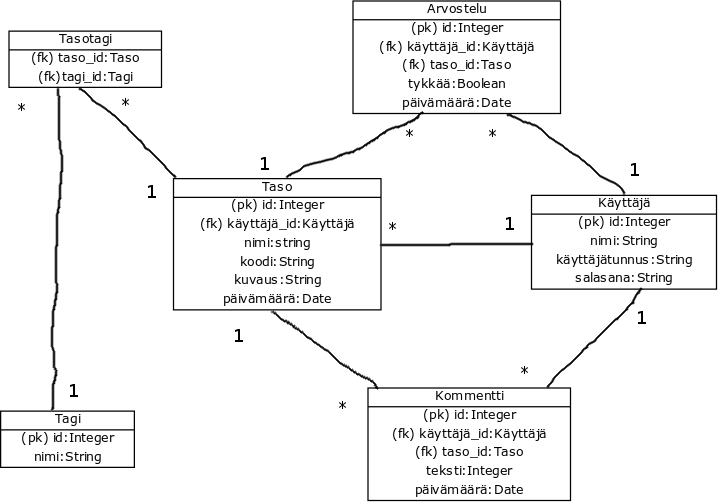 Arvostelu
(pk) id:Integer
(fk) käyttäjä_id:Käyttäjä
(fk) taso_id:Taso
tykkää:Boolean
päivämäärä:Date
Tasotagi
(fk) taso_id:Taso
(fk)tagi_id:Tagi
*
*
*
*
1
1
1
Taso
(pk) id:Integer
(fk) käyttäjä_id:Käyttäjä
nimi:string
koodi:String
kuvaus:String
päivämäärä:Date
*
1
Käyttäjä
(pk) id:Integer
nimi:String
käyttäjätunnus:String
salasana:String
1
1
*
*
1
Tagi
(pk) id:Integer
nimi:String
Kommentti
(pk) id:Integer
(fk) käyttäjä_id:Käyttäjä
(fk) taso_id:Taso
teksti:Integer
päivämäärä:Date